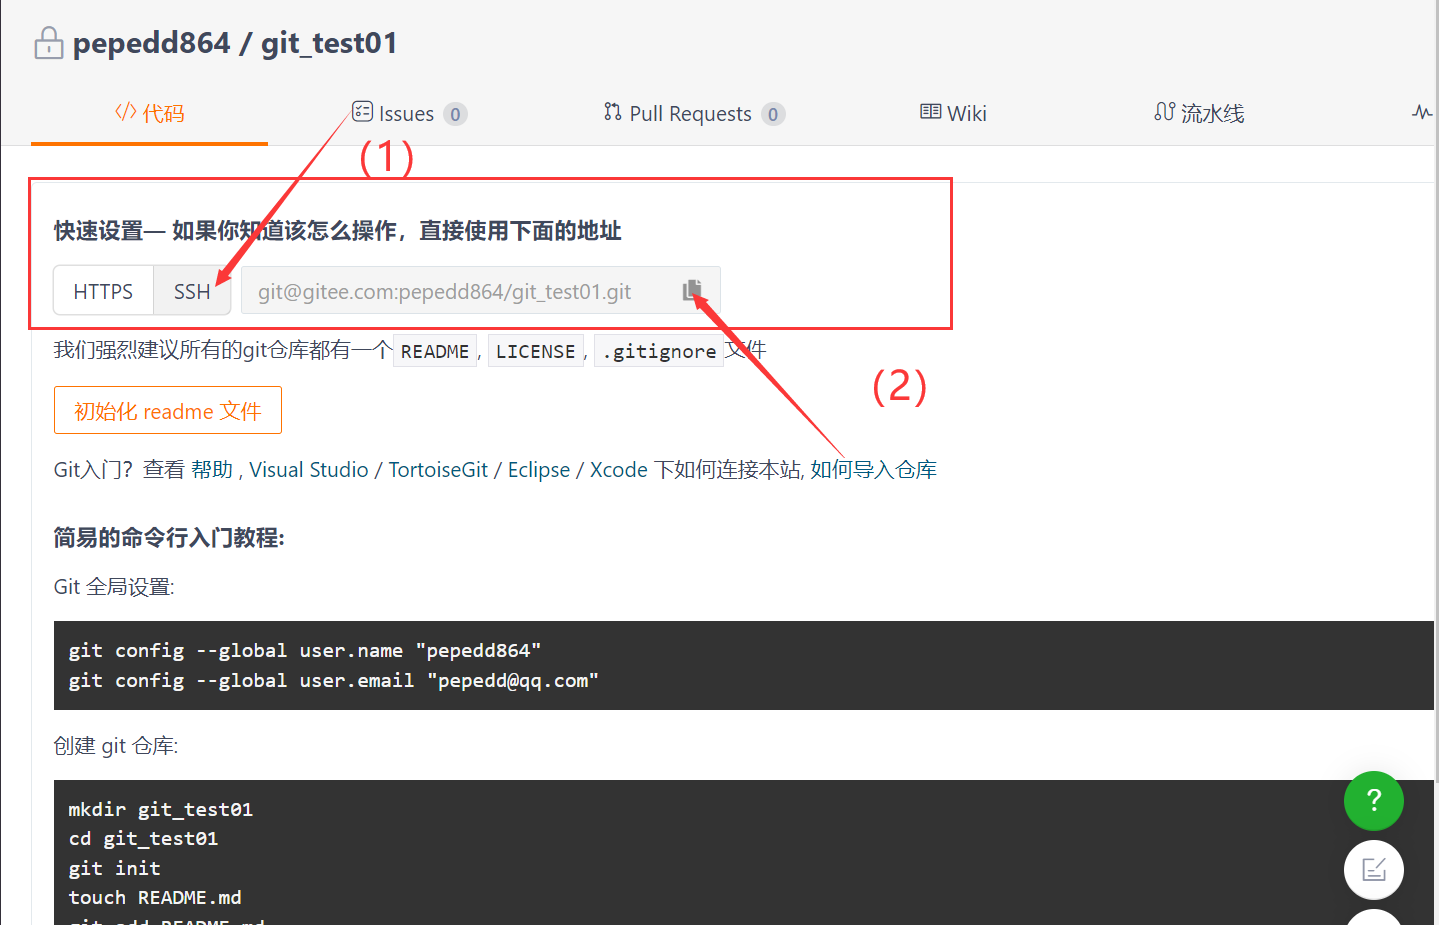 pepedd864 / git_test01
代码 Issues 0 Pull Requests 0 Wiki 流水线
(1)
快速设置— 如果你知道该怎么操作，直接使用下面的地址
HTTPS SSH git@gitee.com:pepedd864/git_test01.git
我们强烈建议所有的git仓库都有一个 README , LICENSE , .gitignore 文件
(2)
初始化 readme 文件
Git入门？查看 帮助 , Visual Studio / TortoiseGit / Eclipse / Xcode 下如何连接本站, 如何导入仓库
简易的命令行入门教程:
Git 全局设置:
git config --global user.name "pepedd864"
git config --global user.email "pepedd@qq.com"
创建 git 仓库:
mkdir git_test01
cd git_test01
git init
touch README.md
git add README.md
?